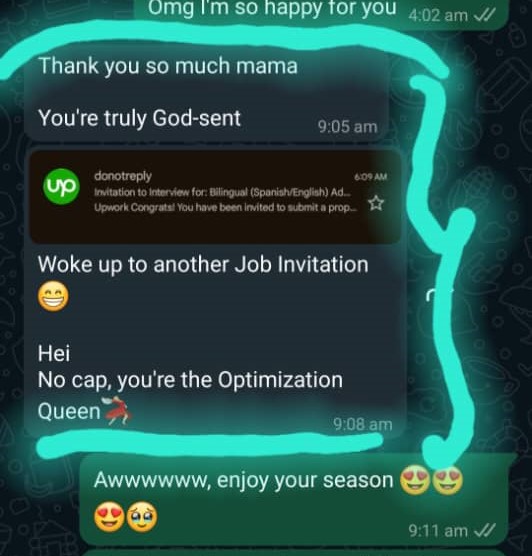 Omg I'm so happy for you 4:02 am
Thank you so much mama
You're truly God-sent 9:05 am
up
donotreply 6:09 AM
Invitation to Interview for: Bilingual (Spanish/English) Ad...
Upwork Congrats! You have been invited to submit a prop...
Woke up to another Job Invitation
😁
Hei
No cap, you're the Optimization
Queen💃 9:08 am
Awwwwww, enjoy your season 😍😍
😍🥹 9:11 am